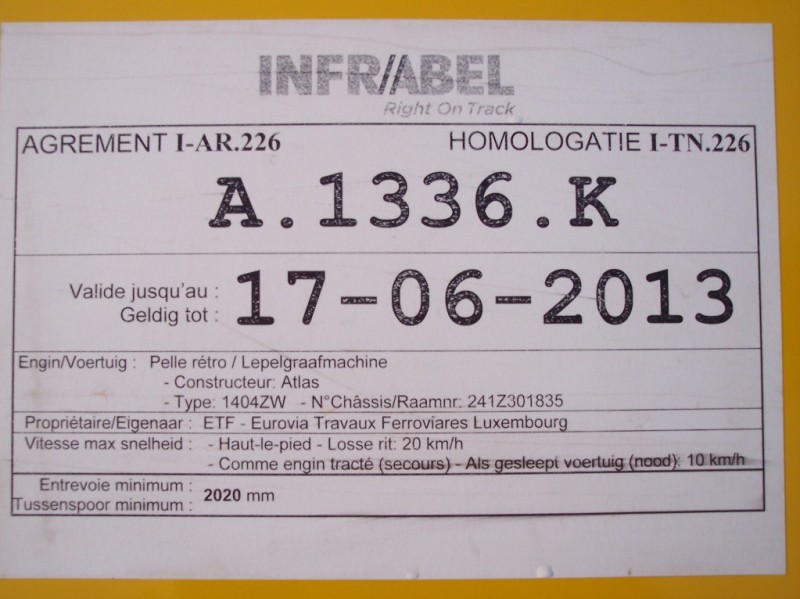 INFRABEL
Right On Track
AGREMENT I-AR.226 HOMOLOGATIE I-TN.226
A.1336.K
Valide jusqu'au : 17-06-2013
Geldig tot :
Engin/Voertuig : Pelle rétro / Lepelgraafmachine
- Constructeur: Atlas
- Type: 1404ZW - N°Châssis/Raamnr: 241Z301835
Propriétaire/Eigenaar : ETF - Eurovia Travaux Ferroviares Luxembourg
Vitesse max snelheid : - Haut-le-pied - Losse rit: 20 km/h
- Comme engin tracté (secours) - Als gesleept voertuig (nood): 10 km/h
Entrevoie minimum : 2020 mm
Tussenspoor minimum :